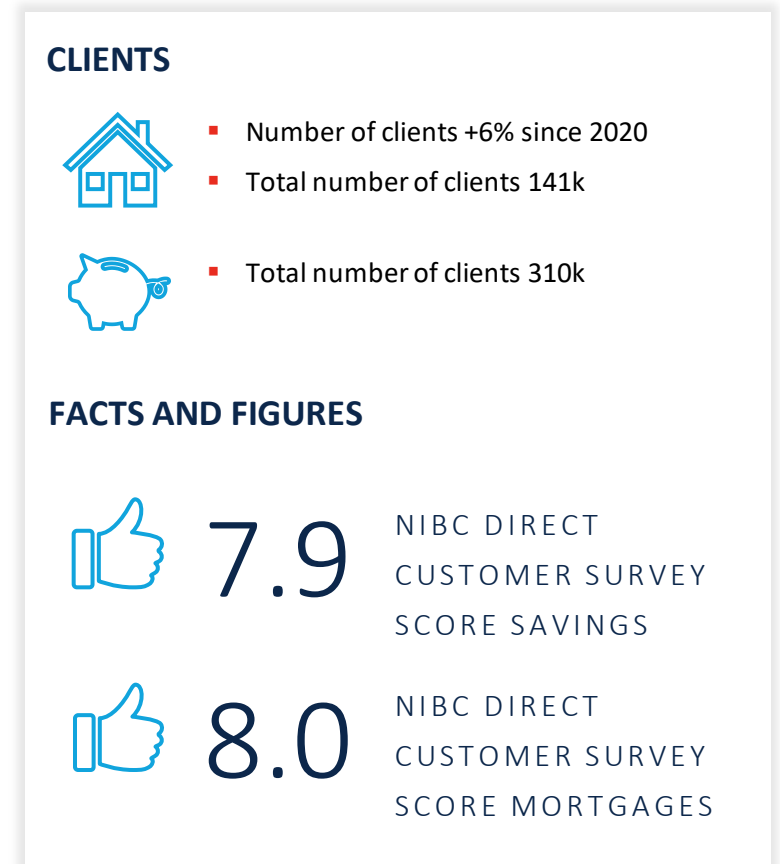 CLIENTS
▪ Number of clients +6% since 2020
▪ Total number of clients 141k
▪ Total number of clients 310k
FACTS AND FIGURES
7.9
NIBC DIRECT
CUSTOMER SURVEY
SCORE SAVINGS
8.0
NIBC DIRECT
CUSTOMER SURVEY
SCORE MORTGAGES